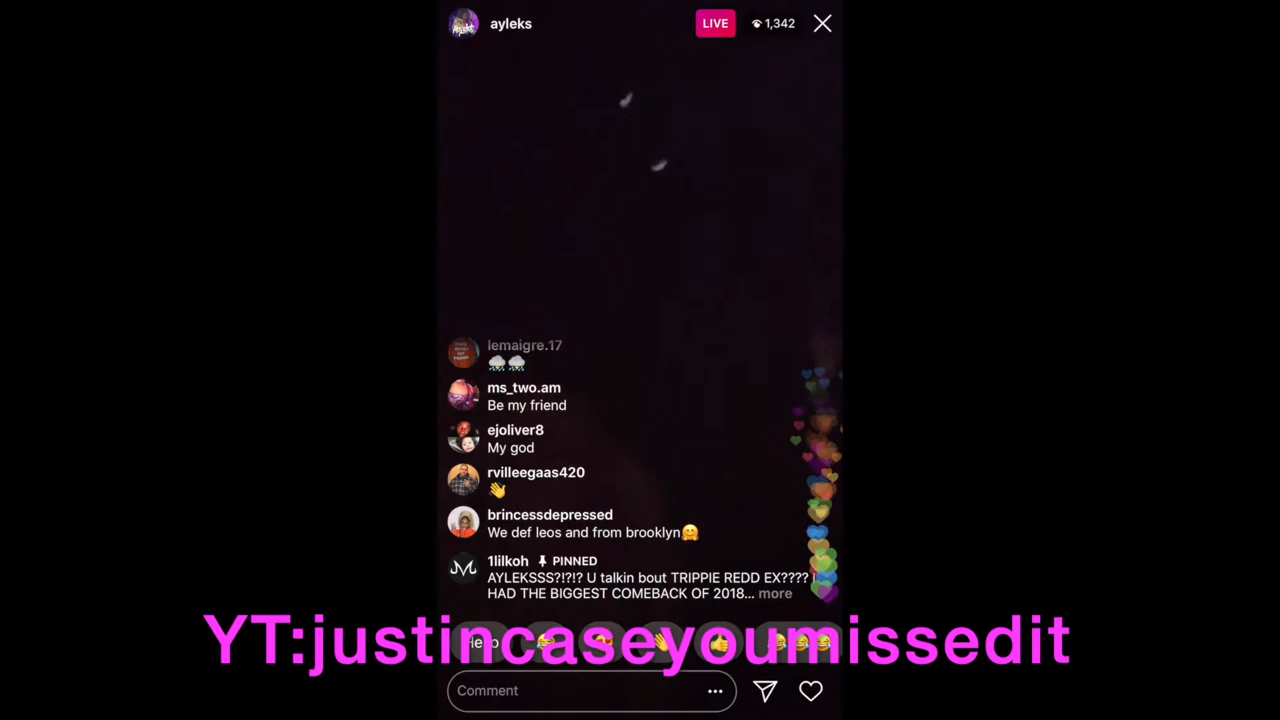 ayleks
LIVE
1,342
lemaigre.17
🌧🌧
ms_two.am
Be my friend
ejoliver8
My god
rvilleegaas420
👋
brincessdepressed
We def leos and from brooklyn🤗
1lilkoh PINNED
AYLEKSSS?!?!? U talkin bout TRIPPIE REDD EX????
HAD THE BIGGEST COMEBACK OF 2018... more
YT:justincaseyoumissedit
Comment